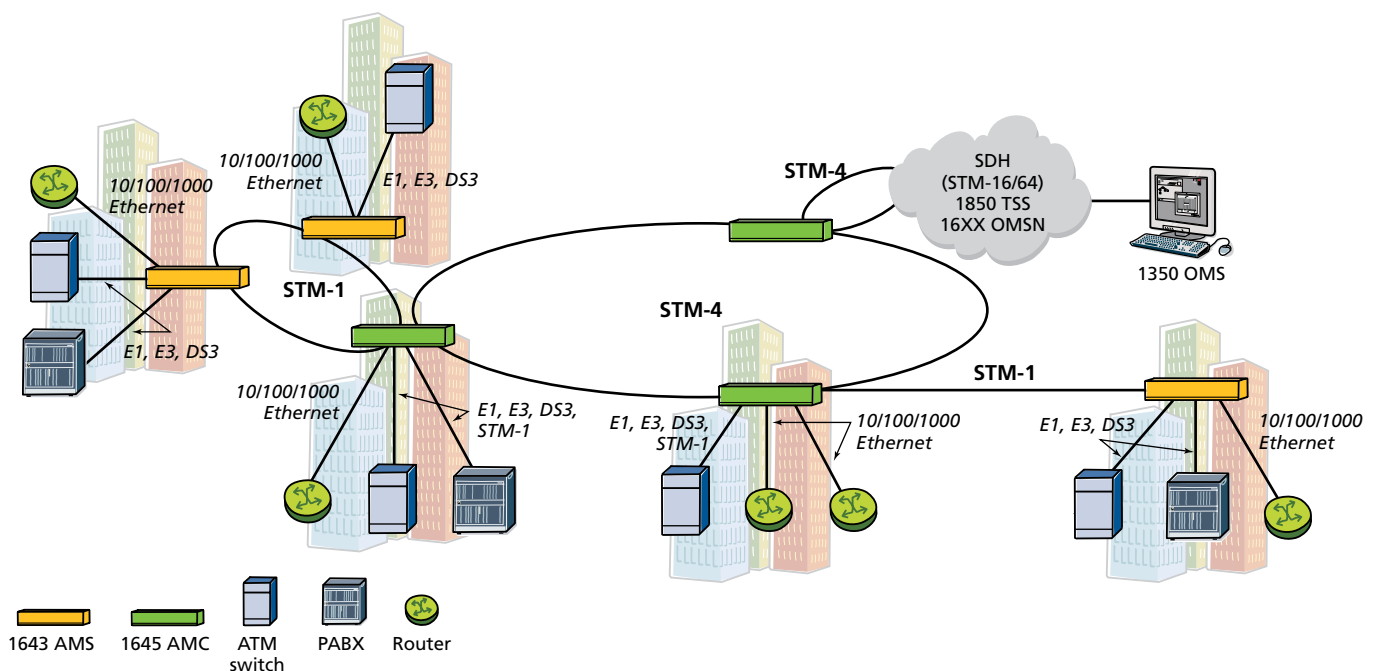 10/100/1000
Ethernet
E1, E3, DS3
10/100/1000
Ethernet
E1, E3, DS3
STM-1
10/100/1000
Ethernet
E1, E3, DS3,
STM-1
STM-4
SDH
(STM-16/64)
1850 TSS
16XX OMSN
1350 OMS
STM-4
E1, E3, DS3,
STM-1
10/100/1000
Ethernet
STM-1
E1, E3, DS3
10/100/1000
Ethernet
1643 AMS
1645 AMC
ATM
switch
PABX
Router